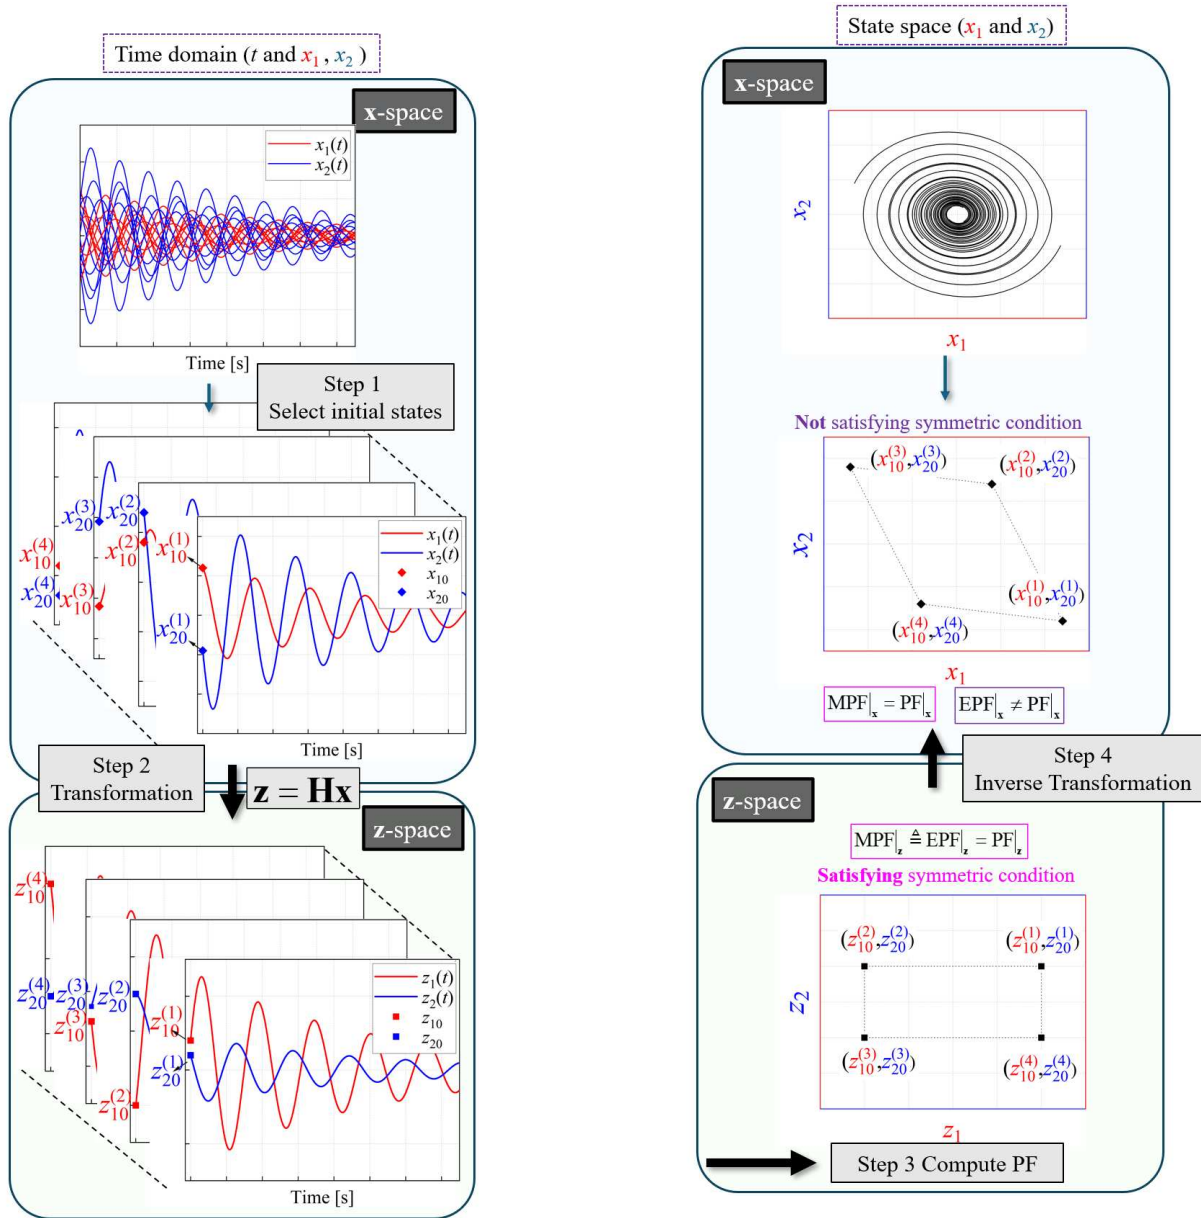 Time domain (t and x₁ , x₂ )
x-space
x₁(t)
x₂(t)
Time [s]
Step 1
Select initial states
x₂₀⁽³⁾
x₂₀⁽²⁾
x₁₀⁽²⁾
x₁₀⁽¹⁾
x₁₀⁽⁴⁾
x₂₀⁽⁴⁾
x₁₀⁽³⁾
x₂₀⁽¹⁾
x₁(t)
x₂(t)
x₁₀
x₂₀
Time [s]
Step 2
Transformation
z = Hx
z-space
z₁₀⁽⁴⁾
z₂₀⁽⁴⁾
z₂₀⁽³⁾
z₂₀⁽²⁾
z₁₀⁽³⁾
z₁₀⁽¹⁾
z₂₀⁽¹⁾
z₁₀⁽²⁾
z₁(t)
z₂(t)
z₁₀
z₂₀
Time [s]
State space (x₁ and x₂)
x-space
x₂
x₁
Not satisfying symmetric condition
(x₁₀⁽³⁾,x₂₀⁽³⁾)
(x₁₀⁽²⁾,x₂₀⁽²⁾)
x₂
(x₁₀⁽¹⁾,x₂₀⁽¹⁾)
(x₁₀⁽⁴⁾,x₂₀⁽⁴⁾)
x₁
MPF|ₓ = PF|ₓ
EPF|ₓ ≠ PF|ₓ
Step 4
Inverse Transformation
z-space
MPF|_z ≜ EPF|_z = PF|_z
Satisfying symmetric condition
(z₁₀⁽²⁾,z₂₀⁽²⁾)
(z₁₀⁽¹⁾,z₂₀⁽¹⁾)
z₂
(z₁₀⁽³⁾,z₂₀⁽³⁾)
(z₁₀⁽⁴⁾,z₂₀⁽⁴⁾)
z₁
Step 3 Compute PF